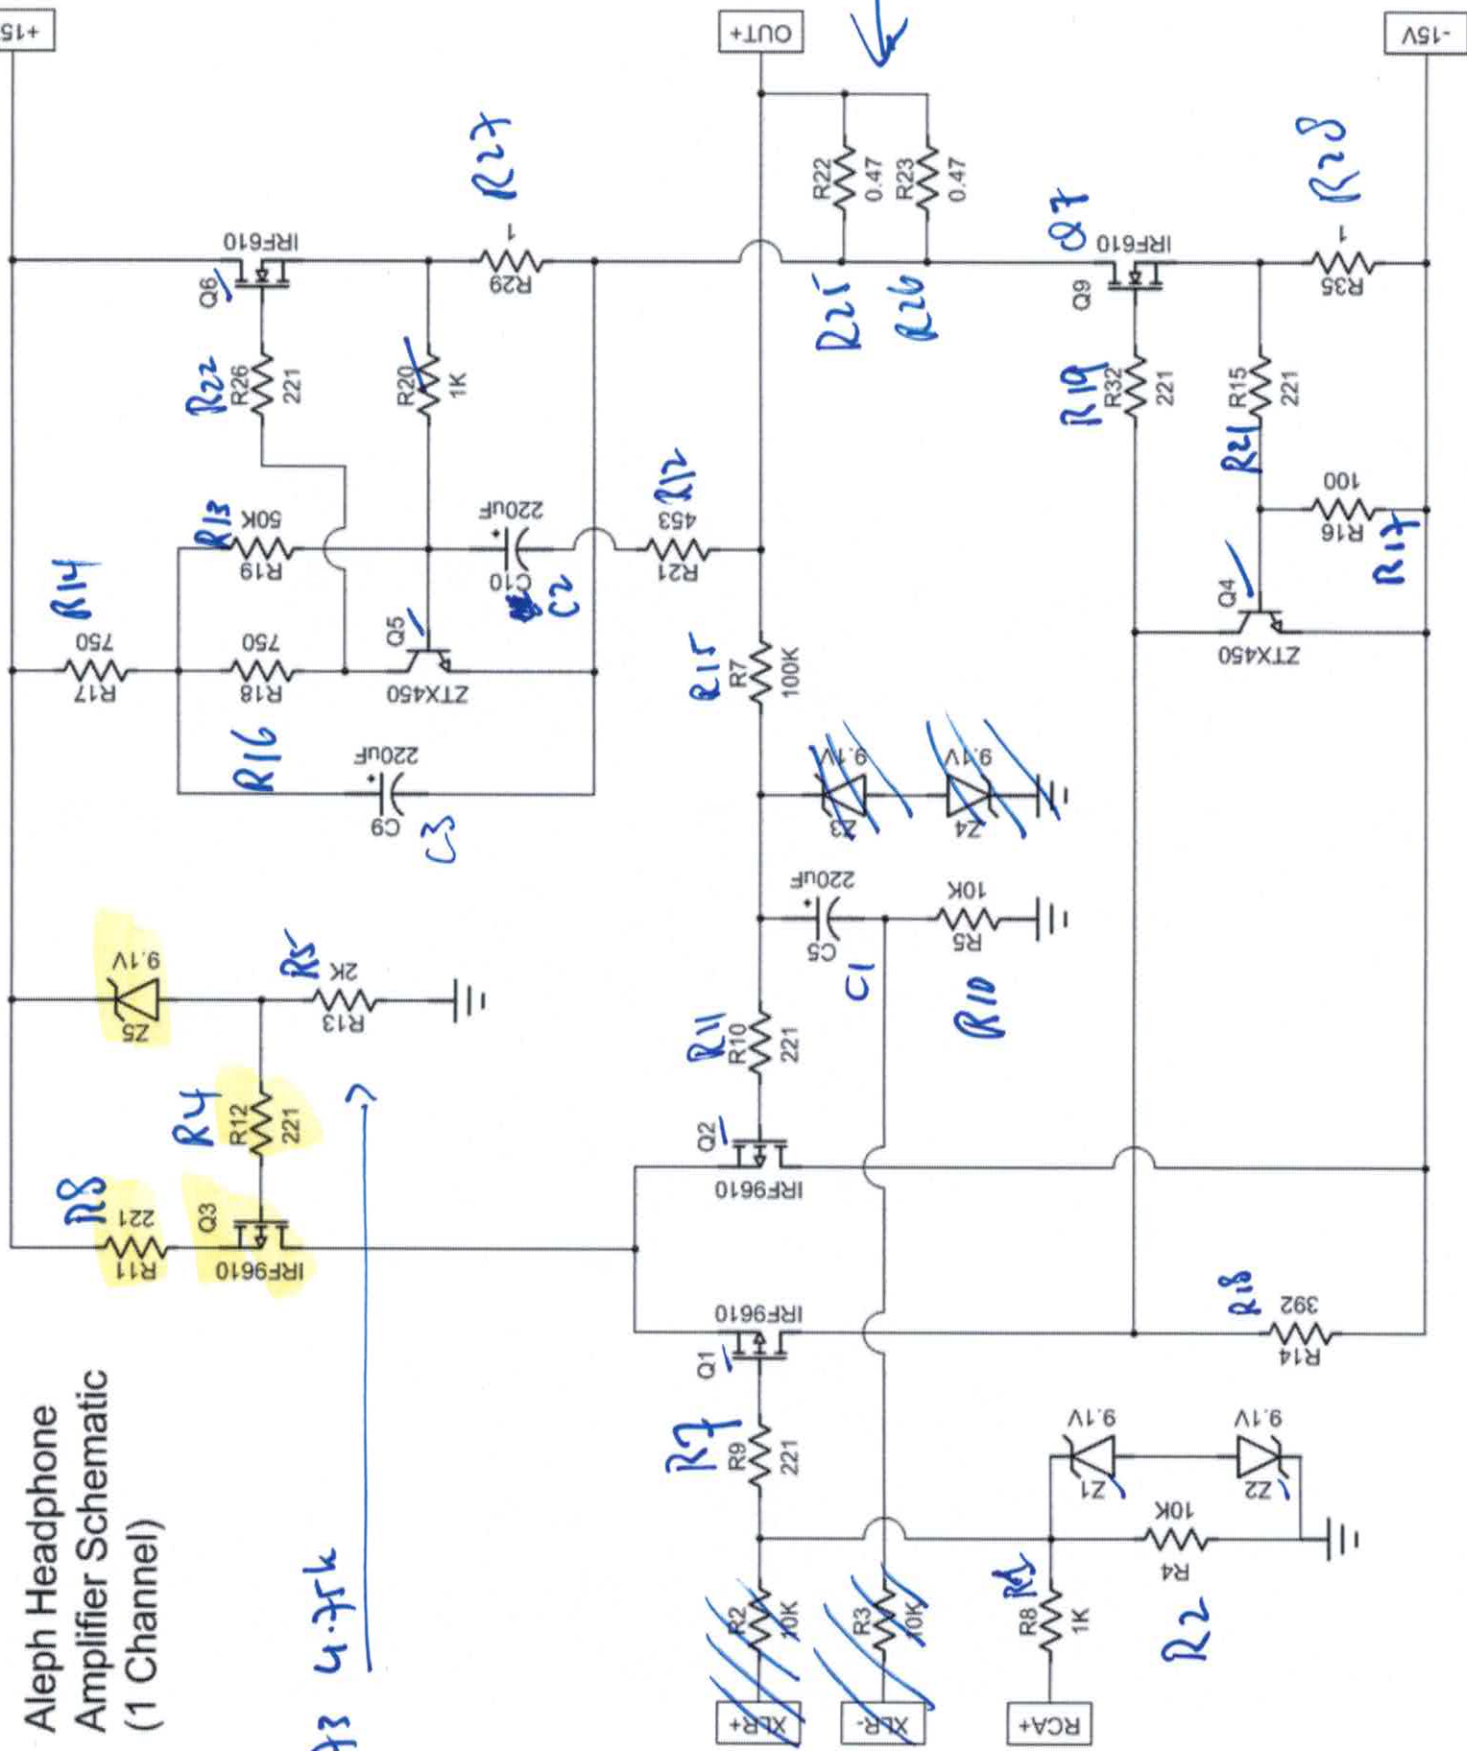 Aleph Headphone
Amplifier Schematic
(1 Channel)
+15
OUT+
-15V
R14
750
R17
R13
50K
R19
750
R18
R16
R22
R26
221
Q6
IRF610
R20
1K
R27
1
R29
Q5
ZTX450
220uF
C10
C2
R12
453
R21
220uF
C9
C3
R22
0.47
R23
0.47
R25
R26
Q7
IRF610
Q9
R28
1
R35
R19
R32
221
R21
R15
221
100
R16
R17
Q4
ZTX450
R15
R7
100K
9.1V
Z3
9.1V
Z4
220uF
C5
C1
10K
R5
R10
R11
R10
221
Q2
IRF9610
9.1V
Z5
R5
2K
R13
R4
R12
221
R8
221
R11
Q3
IRF9610
4.75k
IRF9610
Q1
R7
R9
221
R18
392
R14
9.1V
Z1
9.1V
Z2
10K
R4
R2
R8
1K
RCA+
R2
10K
XLR+
R3
10K
XLR-